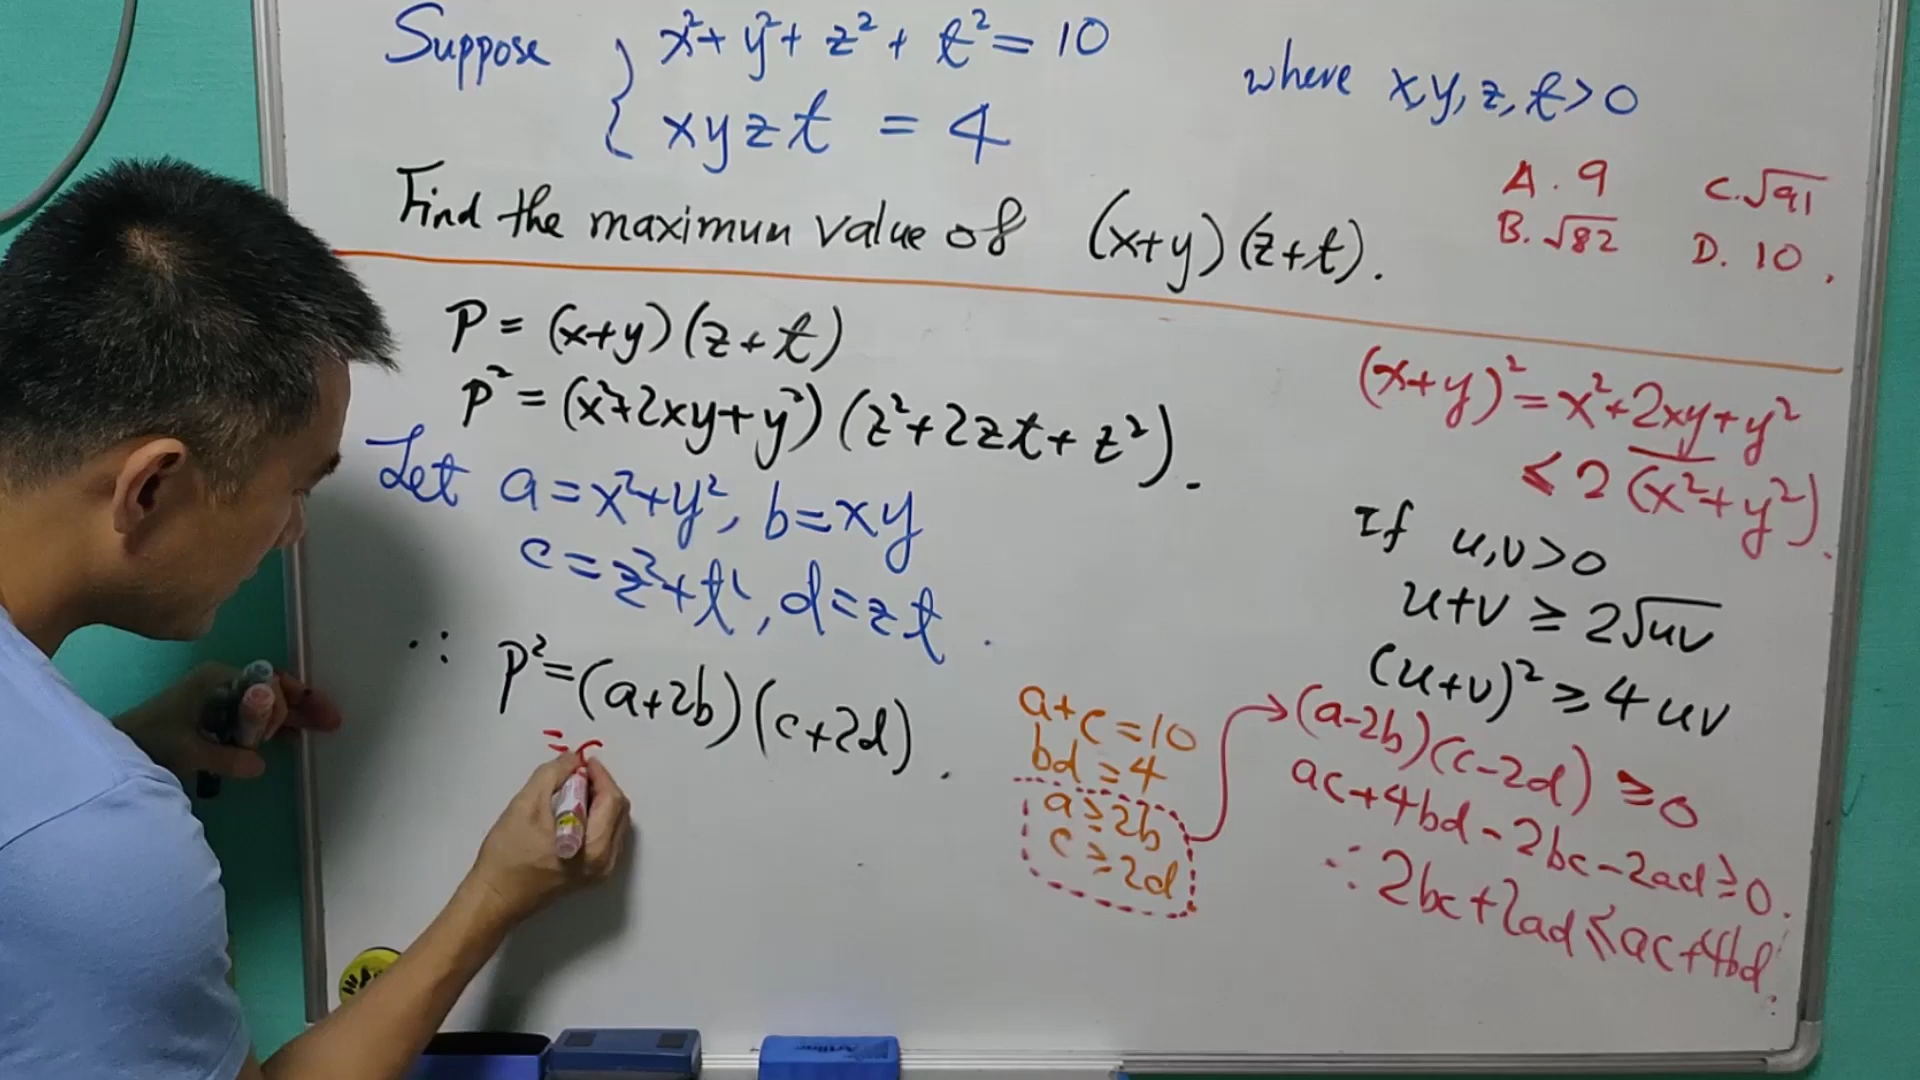 Suppose { x²+y²+z²+t²=10
xyzt = 4
where x,y,z,t>0
Find the maximum value of (x+y)(z+t).
A. 9 C. √91
B. √82 D. 10.
P = (x+y)(z+t)
p² = (x²+2xy+y²)(z²+2zt+z²).
Let a=x²+y², b=xy
c=z²+t², d=zt.
∴ p²=(a+2b)(c+2d).
=
a+c=10
bd=4
a≥2b
c≥2d
(x+y)²=x²+2xy+y²
≤2(x²+y²).
If u,v>0
u+v ≥ 2√uv
(u+v)² ≥ 4uv
(a-2b)(c-2d) ≥0
ac+4bd-2bc-2ad≥0.
∴ 2bc+2ad≤ac+4bd.